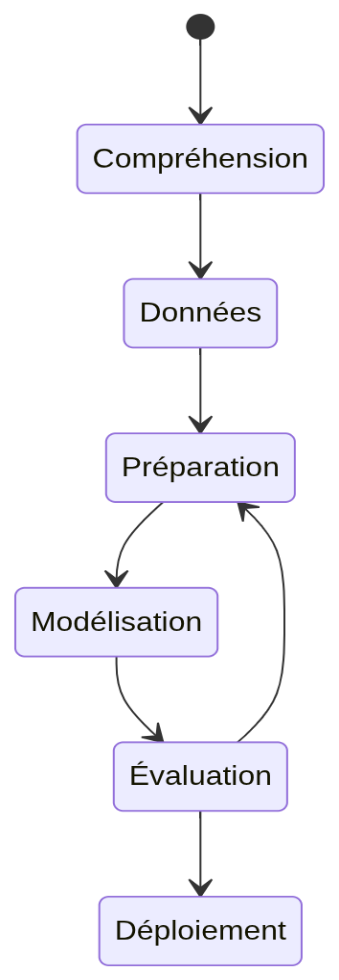 Compréhension
Données
Préparation
Modélisation
Évaluation
Déploiement